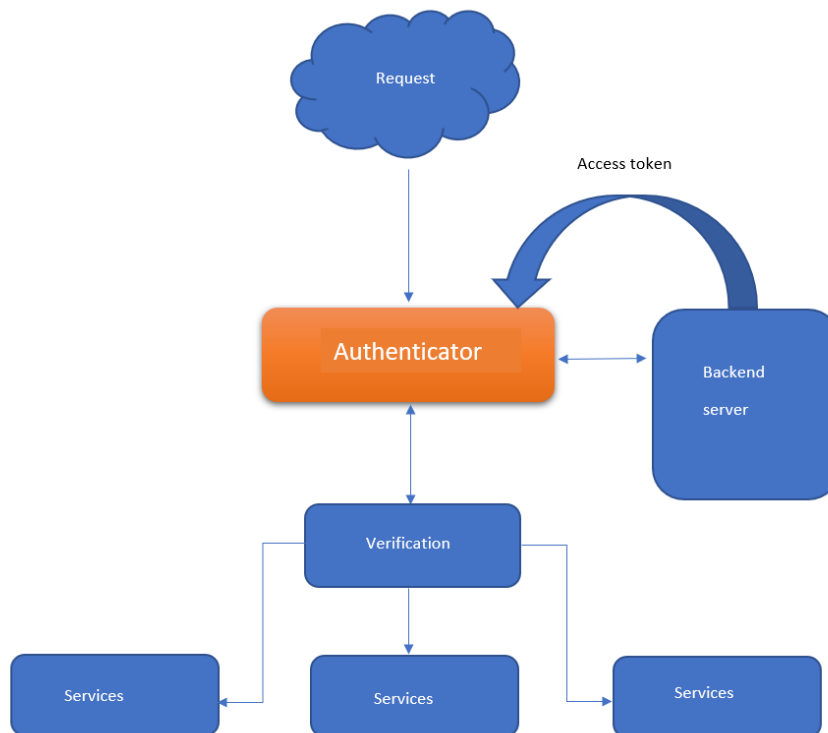 Request
Access token
Authenticator
Backend
server
Verification
Services
Services
Services